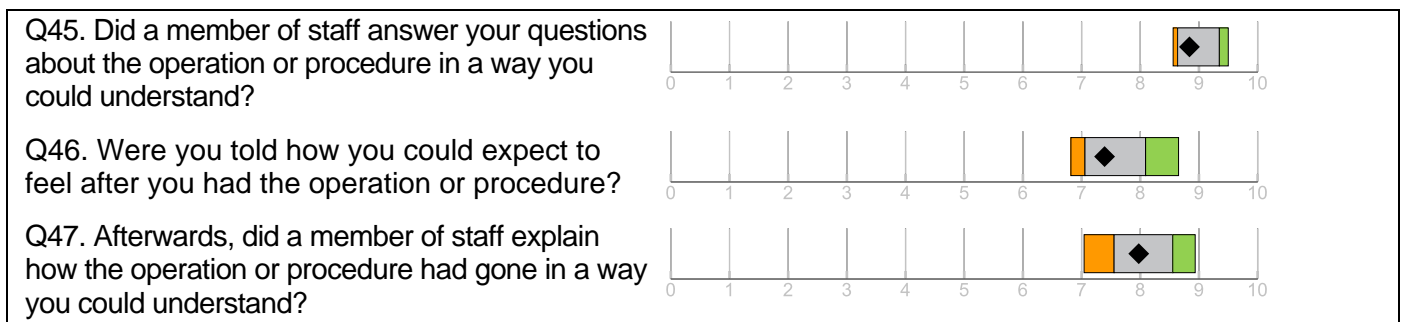 Q45. Did a member of staff answer your questions
about the operation or procedure in a way you
could understand?
0 1 2 3 4 5 6 7 8 9 10
Q46. Were you told how you could expect to
feel after you had the operation or procedure?
0 1 2 3 4 5 6 7 8 9 10
Q47. Afterwards, did a member of staff explain
how the operation or procedure had gone in a way
you could understand?
0 1 2 3 4 5 6 7 8 9 10